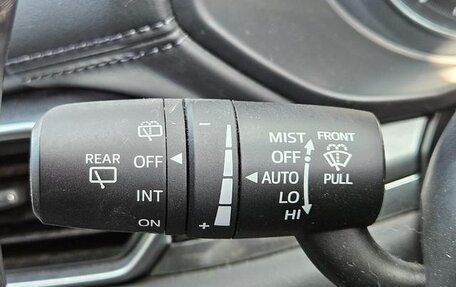 REAR
OFF
INT
ON
−
+
MIST
OFF
AUTO
LO
HI
FRONT
PULL